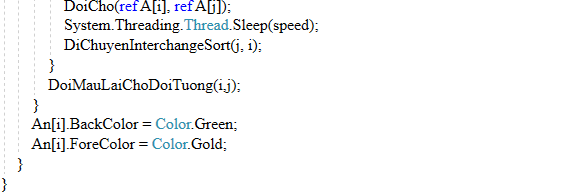 DoiCho(ref A[i], ref A[j]);
System.Threading.Thread.Sleep(speed);
DiChuyenInterchangeSort(j, i);
}
DoiMauLaiChoDoiTuong(i,j);
}
An[i].BackColor = Color.Green;
An[i].ForeColor = Color.Gold;
}
}